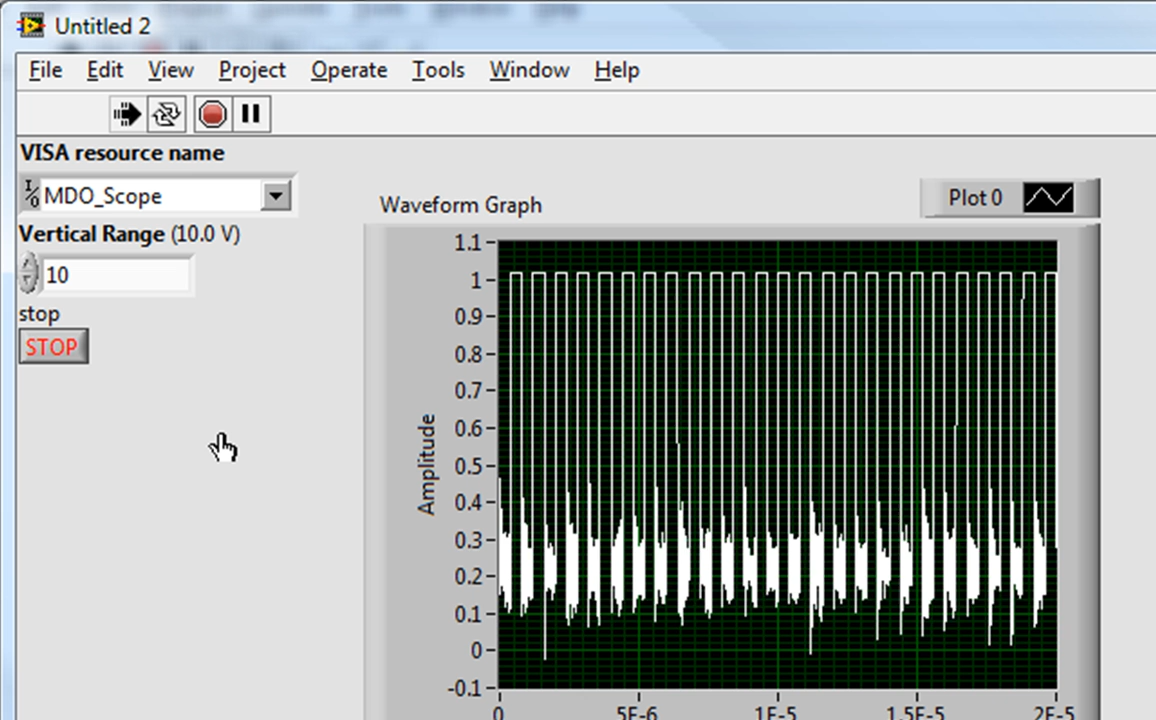 Untitled 2
File Edit View Project Operate Tools Window Help
VISA resource name
I/O MDO_Scope
Vertical Range (10.0 V)
10
stop
STOP
Waveform Graph
Plot 0
Amplitude
1.1
1
0.9
0.8
0.7
0.6
0.5
0.4
0.3
0.2
0.1
0
-0.1
0 5E-6 1E-5 1.5E-5 2E-5